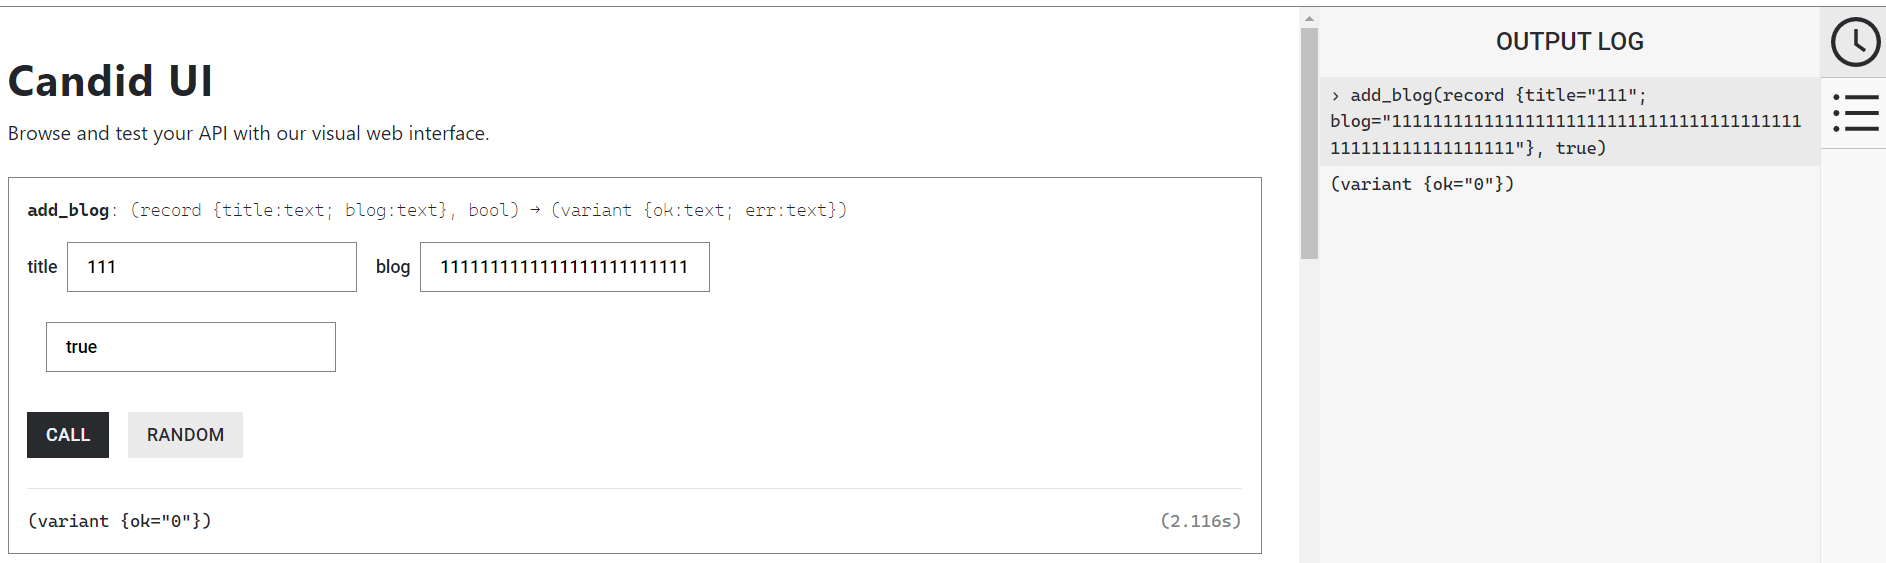 Candid UI
Browse and test your API with our visual web interface.
add_blog: (record {title:text; blog:text}, bool) → (variant {ok:text; err:text})
title 111 blog 1111111111111111111111111
true
CALL RANDOM
(variant {ok="0"}) (2.116s)
OUTPUT LOG
› add_blog(record {title="111";
blog="1111111111111111111111111111111111111111
111111111111111111"}, true)
(variant {ok="0"})